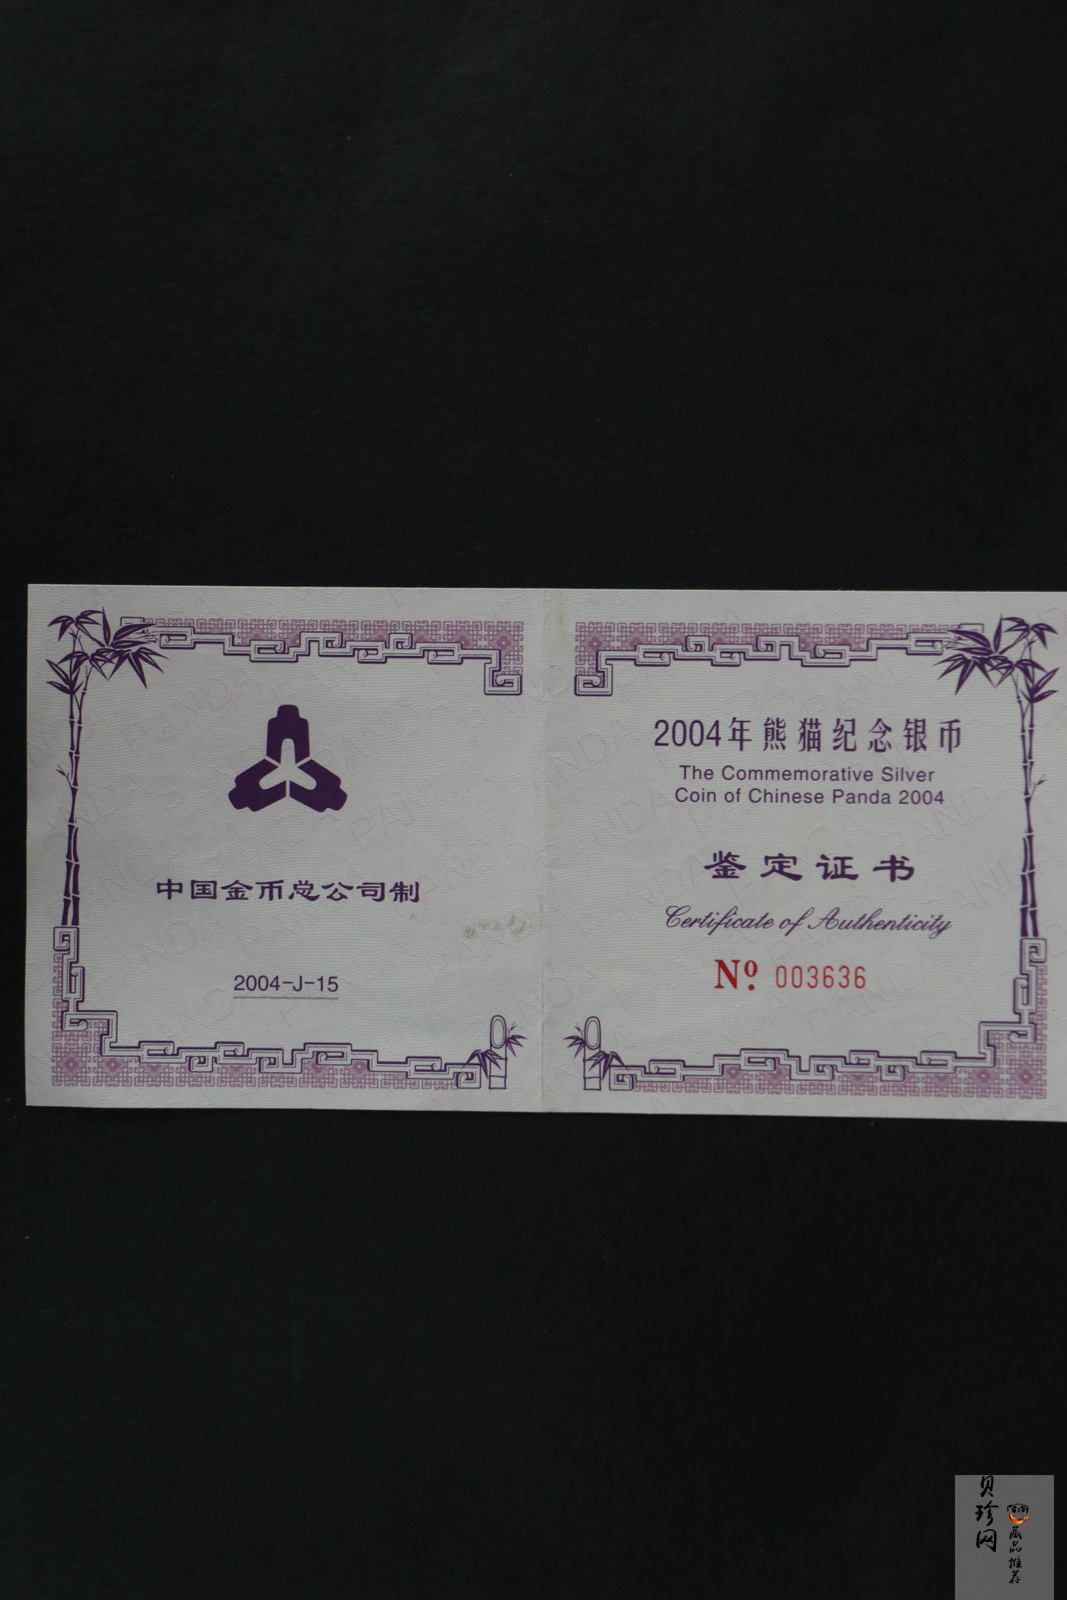 中国金币总公司制
2004-J-15
2004年熊猫纪念银币
The Commemorative Silver
Coin of Chinese Panda 2004
鉴定证书
Certificate of Authenticity
Nº. 003636
贝珍网
藏品推荐